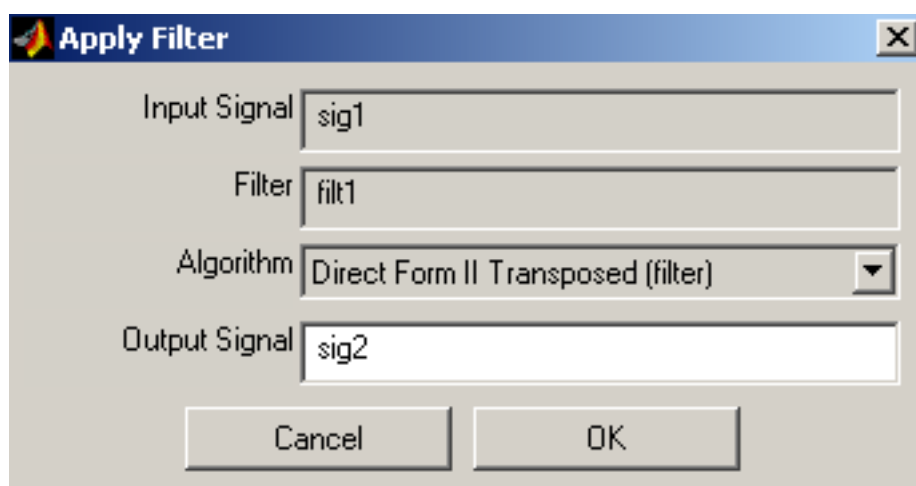 Apply Filter
Input Signal sig1
Filter filt1
Algorithm Direct Form II Transposed (filter)
Output Signal sig2
Cancel OK